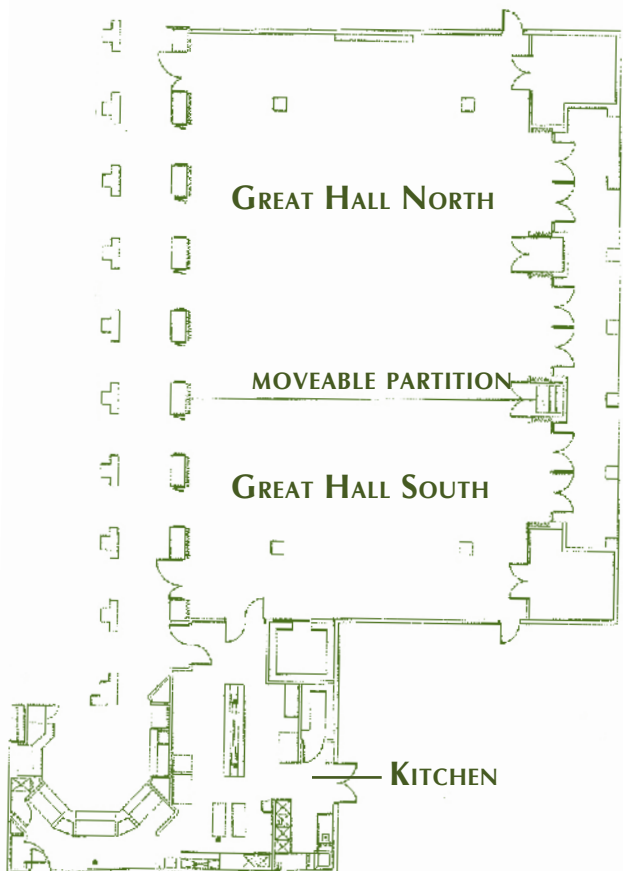 Great Hall North
moveable partition
Great Hall South
Kitchen